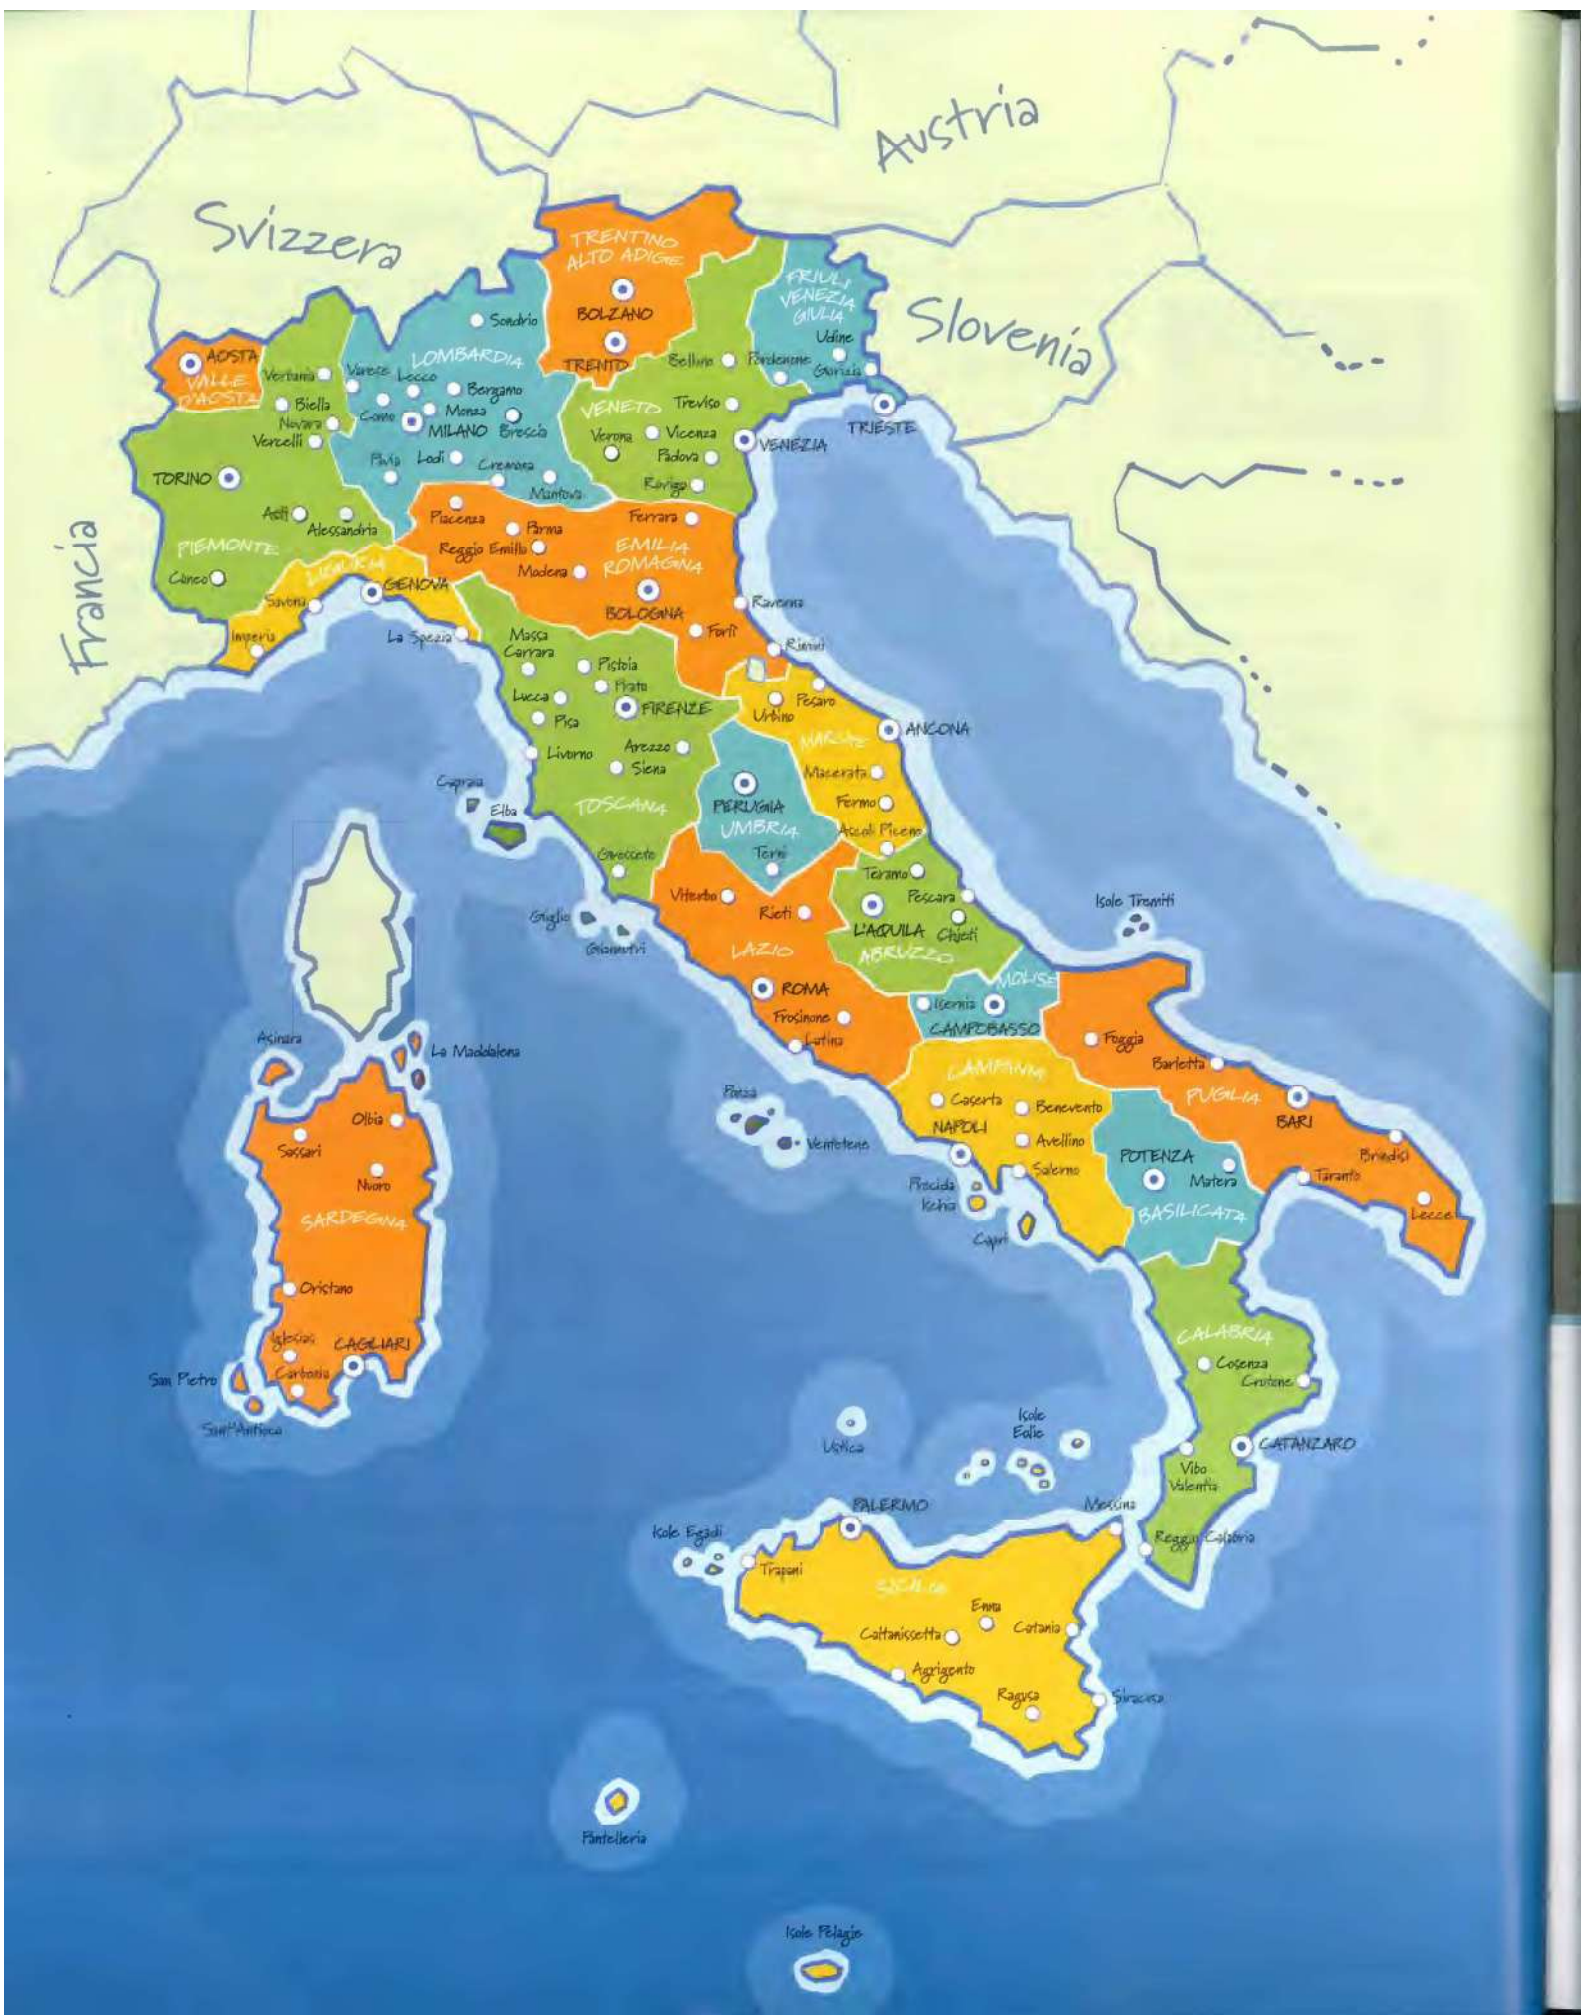 Austria
Svizzera
Slovenia
Francia
TRENTINO
ALTO ADIGE
BOLZANO
TRENTO
FRIULI
VENEZIA
GIULIA
Udine
Pordenone
Gorizia
TRIESTE
AOSTA
VALLE
D'AOSTA
Verbania
Biella
Novara
Vercelli
TORINO
Asti
Alessandria
PIEMONTE
Cuneo
Sondrio
LOMBARDIA
Varese
Lecco
Bergamo
Como
Monza
MILANO
Brescia
Pavia
Lodi
Cremona
Mantova
Belluno
Treviso
VENETO
Verona
Vicenza
VENEZIA
Padova
Rovigo
LIGURIA
GENOVA
Savona
Imperia
La Spezia
Piacenza
Parma
Ferrara
Reggio Emilia
EMILIA
ROMAGNA
Modena
BOLOGNA
Ravenna
Forlì
Rimini
Massa
Carrara
Pistoia
Prato
Lucca
FIRENZE
Pisa
Livorno
Arezzo
Siena
TOSCANA
Grosseto
Capraia
Elba
Giglio
Giannutri
Urbino
Pesaro
ANCONA
MARCHE
Macerata
Fermo
Ascoli Piceno
PERUGIA
UMBRIA
Terni
Viterbo
Rieti
LAZIO
ROMA
Frosinone
Latina
Teramo
Pescara
L'AQUILA
Chieti
ABRUZZO
Isole Tremiti
MOLISE
Isernia
CAMPOBASSO
Foggia
Barletta
PUGLIA
BARI
Brindisi
Taranto
Lecce
CAMPANIA
Caserta
Benevento
NAPOLI
Avellino
Salerno
Procida
Ischia
Capri
Ponza
Ventotene
POTENZA
Matera
BASILICATA
CALABRIA
Cosenza
Crotone
CATANZARO
Vibo
Valentia
Reggio Calabria
Asinara
La Maddalena
Olbia
Sassari
Nuoro
SARDEGNA
Oristano
Iglesias
CAGLIARI
Carbonia
San Pietro
Sant'Antioco
Ustica
Isole
Eolie
PALERMO
Messina
Isole Egadi
Trapani
SICILIA
Enna
Caltanissetta
Catania
Agrigento
Ragusa
Siracusa
Pantelleria
Isole Pelagie